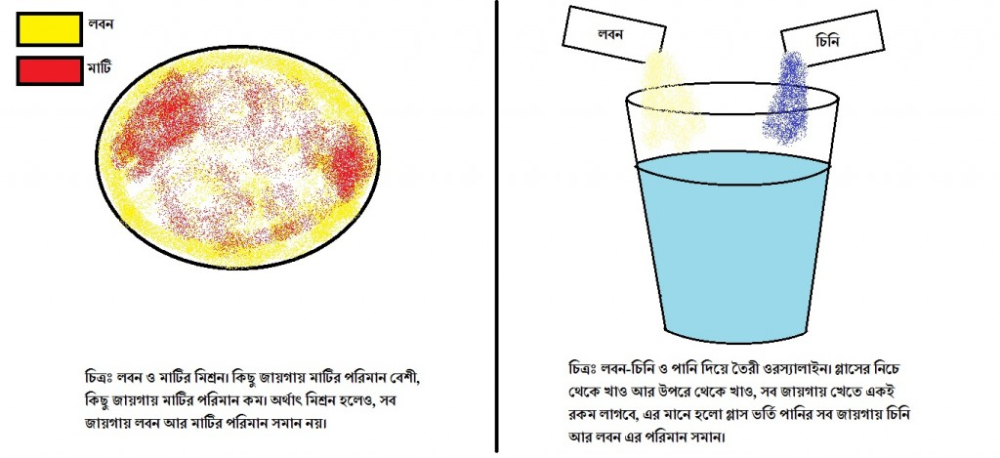 লবন
মাটি
চিত্রঃ লবন ও মাটির মিশ্রন। কিছু জায়গায় মাটির পরিমান বেশী,
কিছু জায়গায় মাটির পরিমান কম। অর্থাৎ মিশ্রন হলেও, সব
জায়গায় লবন আর মাটির পরিমান সমান নয়।
লবন
চিনি
চিত্রঃ লবন-চিনি ও পানি দিয়ে তৈরী ওরস্যালাইন। গ্লাসের নিচে
থেকে খাও আর উপরে থেকে খাও, সব জায়গায় খেতে একই
রকম লাগবে, এর মানে হলো গ্লাস ভর্তি পানির সব জায়গায় চিনি
আর লবন এর পরিমান সমান।